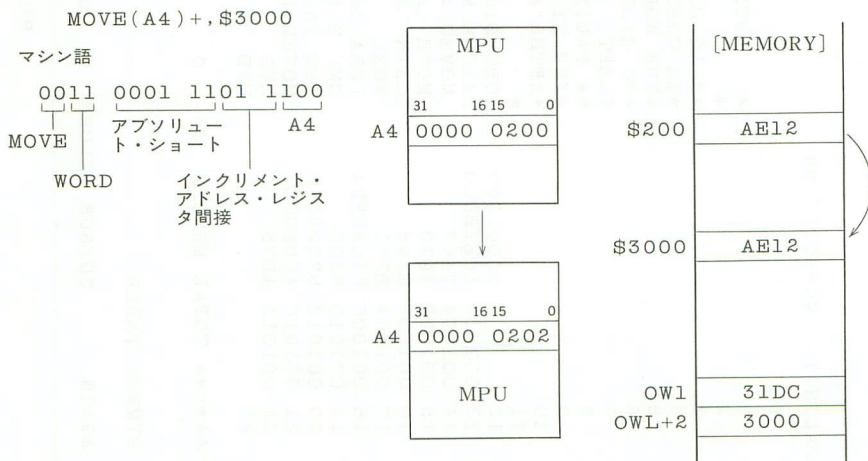 MOVE(A4)+,$3000
マシン語
0011 0001 1101 1100
MOVE
WORD
アブソリュー
ト・ショート
インクリメント・
アドレス・レジス
タ間接
A4
MPU
31 16 15 0
A4 0000 0200
31 16 15 0
A4 0000 0202
MPU
[MEMORY]
$200 AE12
$3000 AE12
OW1 31DC
OWL+2 3000